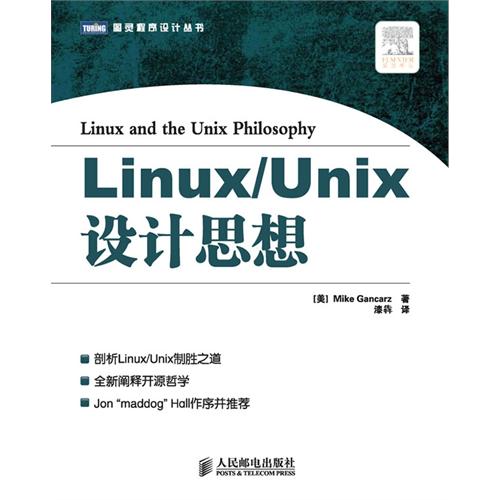 TURING 图灵程序设计丛书
ELSEVIER
Linux and the Unix Philosophy
Linux/Unix
设计思想
[美] Mike Gancarz 著
漆犇 译
剖析Linux/Unix制胜之道
全新阐释开源哲学
Jon “maddog” Hall作序并推荐
人民邮电出版社
POSTS & TELECOM PRESS